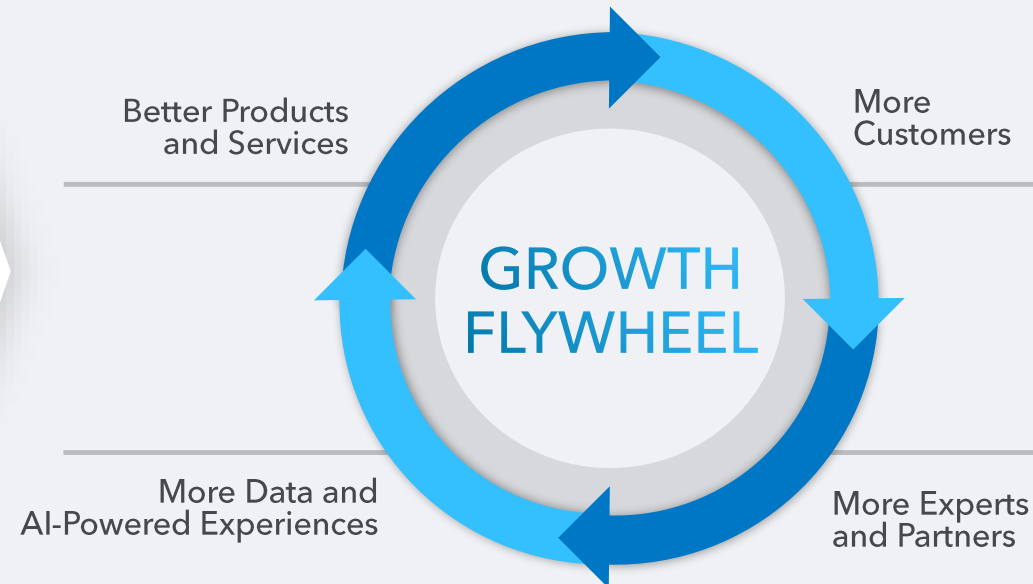 Better Products
and Services
More
Customers
GROWTH
FLYWHEEL
More Data and
AI-Powered Experiences
More Experts
and Partners